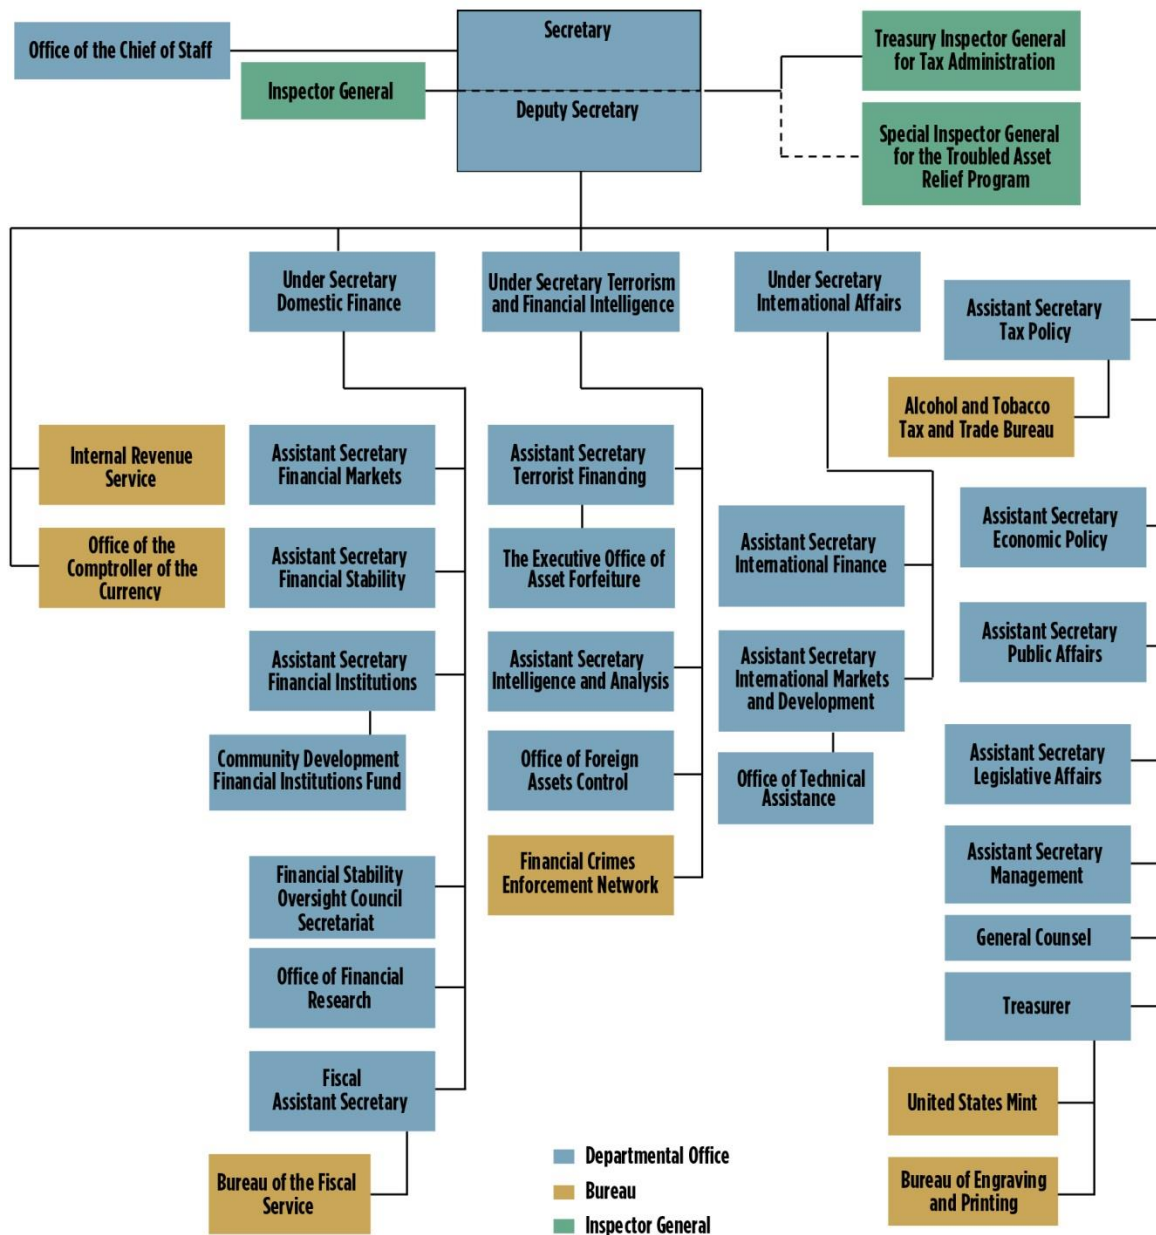 Office of the Chief of Staff
Secretary
Deputy Secretary
Inspector General
Treasury Inspector General
for Tax Administration
Special Inspector General
for the Troubled Asset
Relief Program
Under Secretary
Domestic Finance
Under Secretary Terrorism
and Financial Intelligence
Under Secretary
International Affairs
Assistant Secretary
Tax Policy
Alcohol and Tobacco
Tax and Trade Bureau
Internal Revenue
Service
Office of the
Comptroller of the
Currency
Assistant Secretary
Financial Markets
Assistant Secretary
Financial Stability
Assistant Secretary
Financial Institutions
Community Development
Financial Institutions Fund
Financial Stability
Oversight Council
Secretariat
Office of Financial
Research
Fiscal
Assistant Secretary
Bureau of the Fiscal
Service
Assistant Secretary
Terrorist Financing
The Executive Office of
Asset Forfeiture
Assistant Secretary
Intelligence and Analysis
Office of Foreign
Assets Control
Financial Crimes
Enforcement Network
Assistant Secretary
International Finance
Assistant Secretary
International Markets
and Development
Office of Technical
Assistance
Assistant Secretary
Economic Policy
Assistant Secretary
Public Affairs
Assistant Secretary
Legislative Affairs
Assistant Secretary
Management
General Counsel
Treasurer
United States Mint
Bureau of Engraving
and Printing
Departmental Office
Bureau
Inspector General